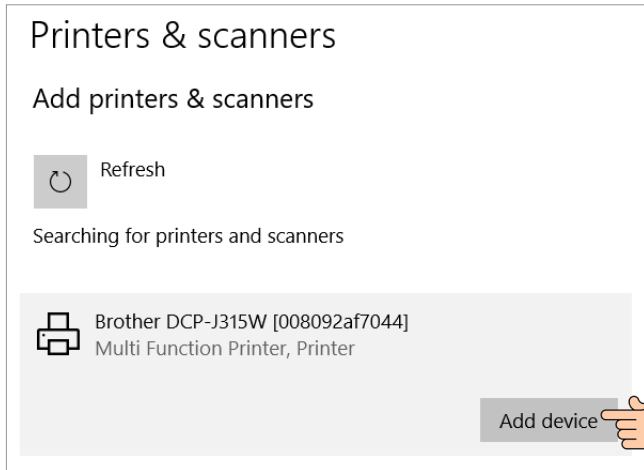 Printers & scanners
Add printers & scanners
Refresh
Searching for printers and scanners
Brother DCP-J315W [008092af7044]
Multi Function Printer, Printer
Add device